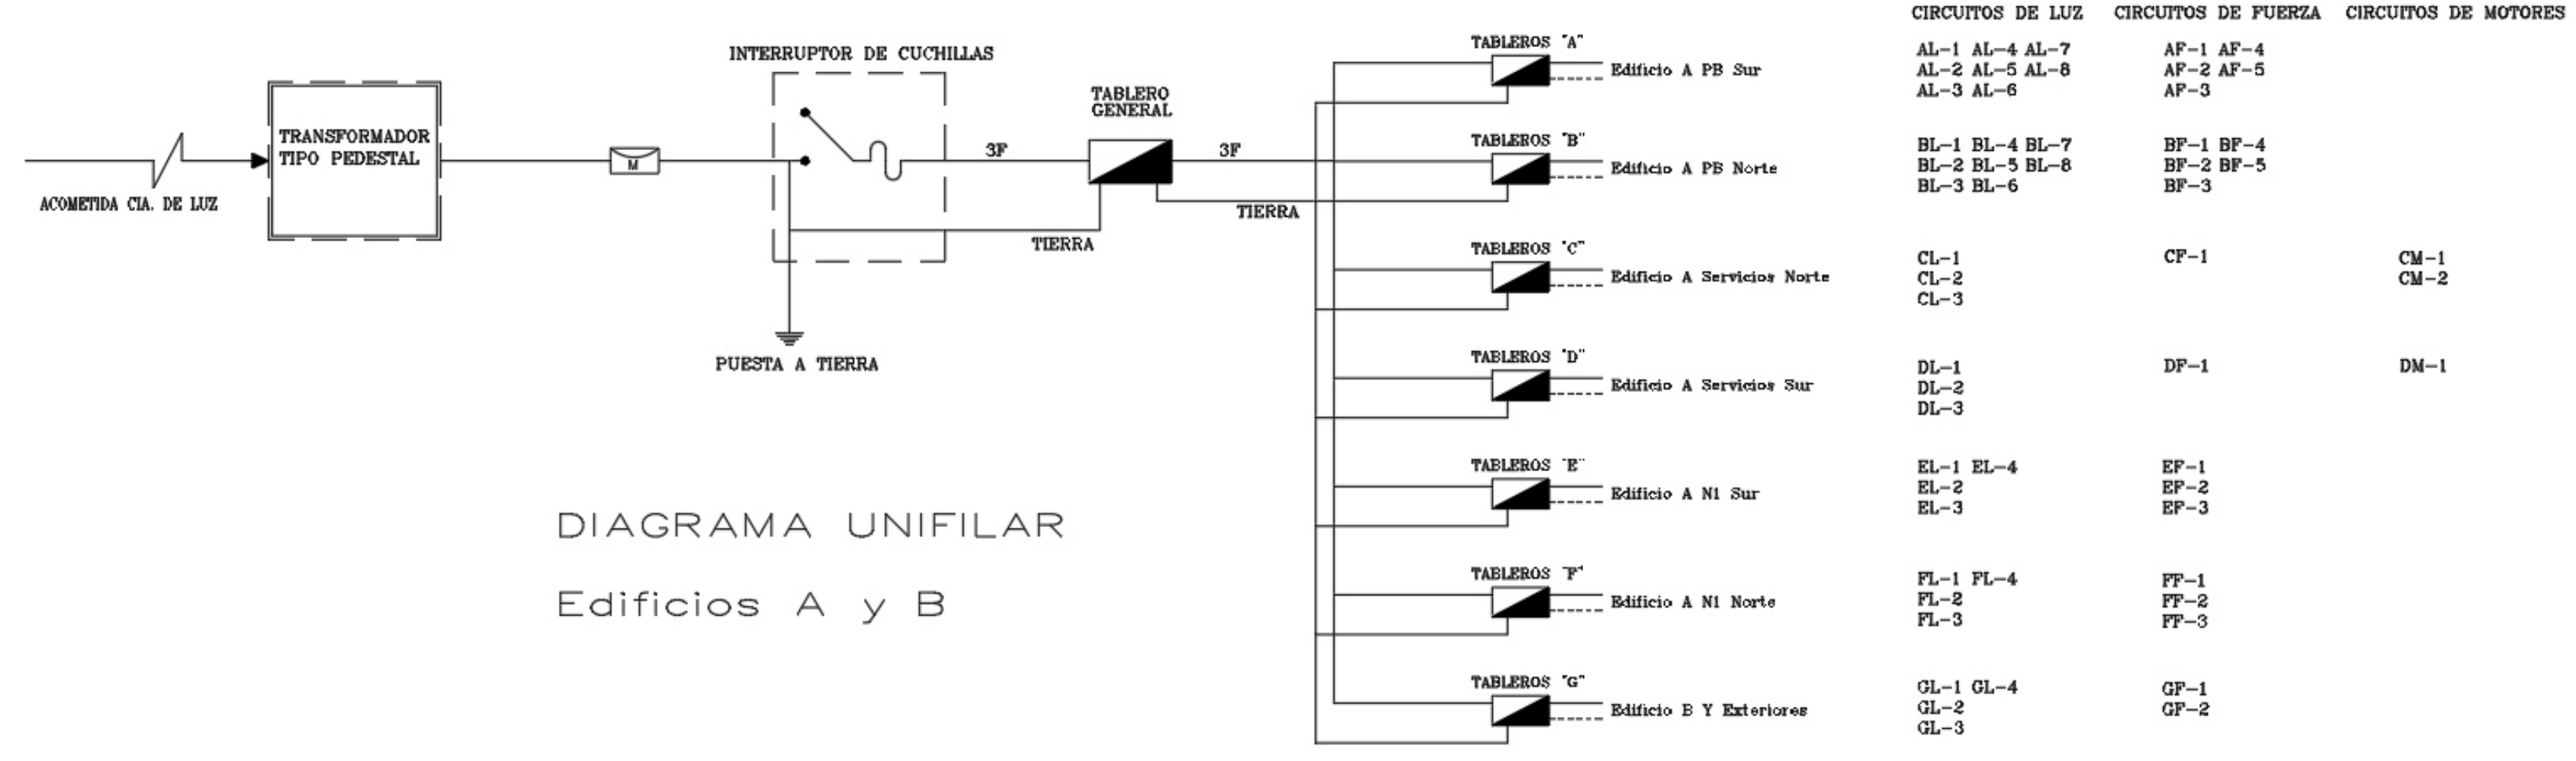 CIRCUITOS DE LUZ CIRCUITOS DE FUERZA CIRCUITOS DE MOTORES
ACOMETIDA CIA. DE LUZ
TRANSFORMADOR
TIPO PEDESTAL
M
INTERRUPTOR DE CUCHILLAS
PUESTA A TIERRA
3F
TIERRA
TABLERO
GENERAL
3F
TIERRA
TABLEROS "A"
Edificio A PB Sur
AL-1 AL-4 AL-7 AF-1 AF-4
AL-2 AL-5 AL-8 AF-2 AF-5
AL-3 AL-6 AF-3
TABLEROS "B"
Edificio A PB Norte
BL-1 BL-4 BL-7 BF-1 BF-4
BL-2 BL-5 BL-8 BF-2 BF-5
BL-3 BL-6 BF-3
TABLEROS "C"
Edificio A Servicios Norte
CL-1 CF-1 CM-1
CL-2 CM-2
CL-3
TABLEROS "D"
Edificio A Servicios Sur
DL-1 DF-1 DM-1
DL-2
DL-3
TABLEROS "E"
Edificio A N1 Sur
EL-1 EL-4 EF-1
EL-2 EF-2
EL-3 EF-3
TABLEROS "F"
Edificio A N1 Norte
FL-1 FL-4 FF-1
FL-2 FF-2
FL-3 FF-3
TABLEROS "G"
Edificio B Y Exteriores
GL-1 GL-4 GF-1
GL-2 GF-2
GL-3
DIAGRAMA UNIFILAR
Edificios A y B